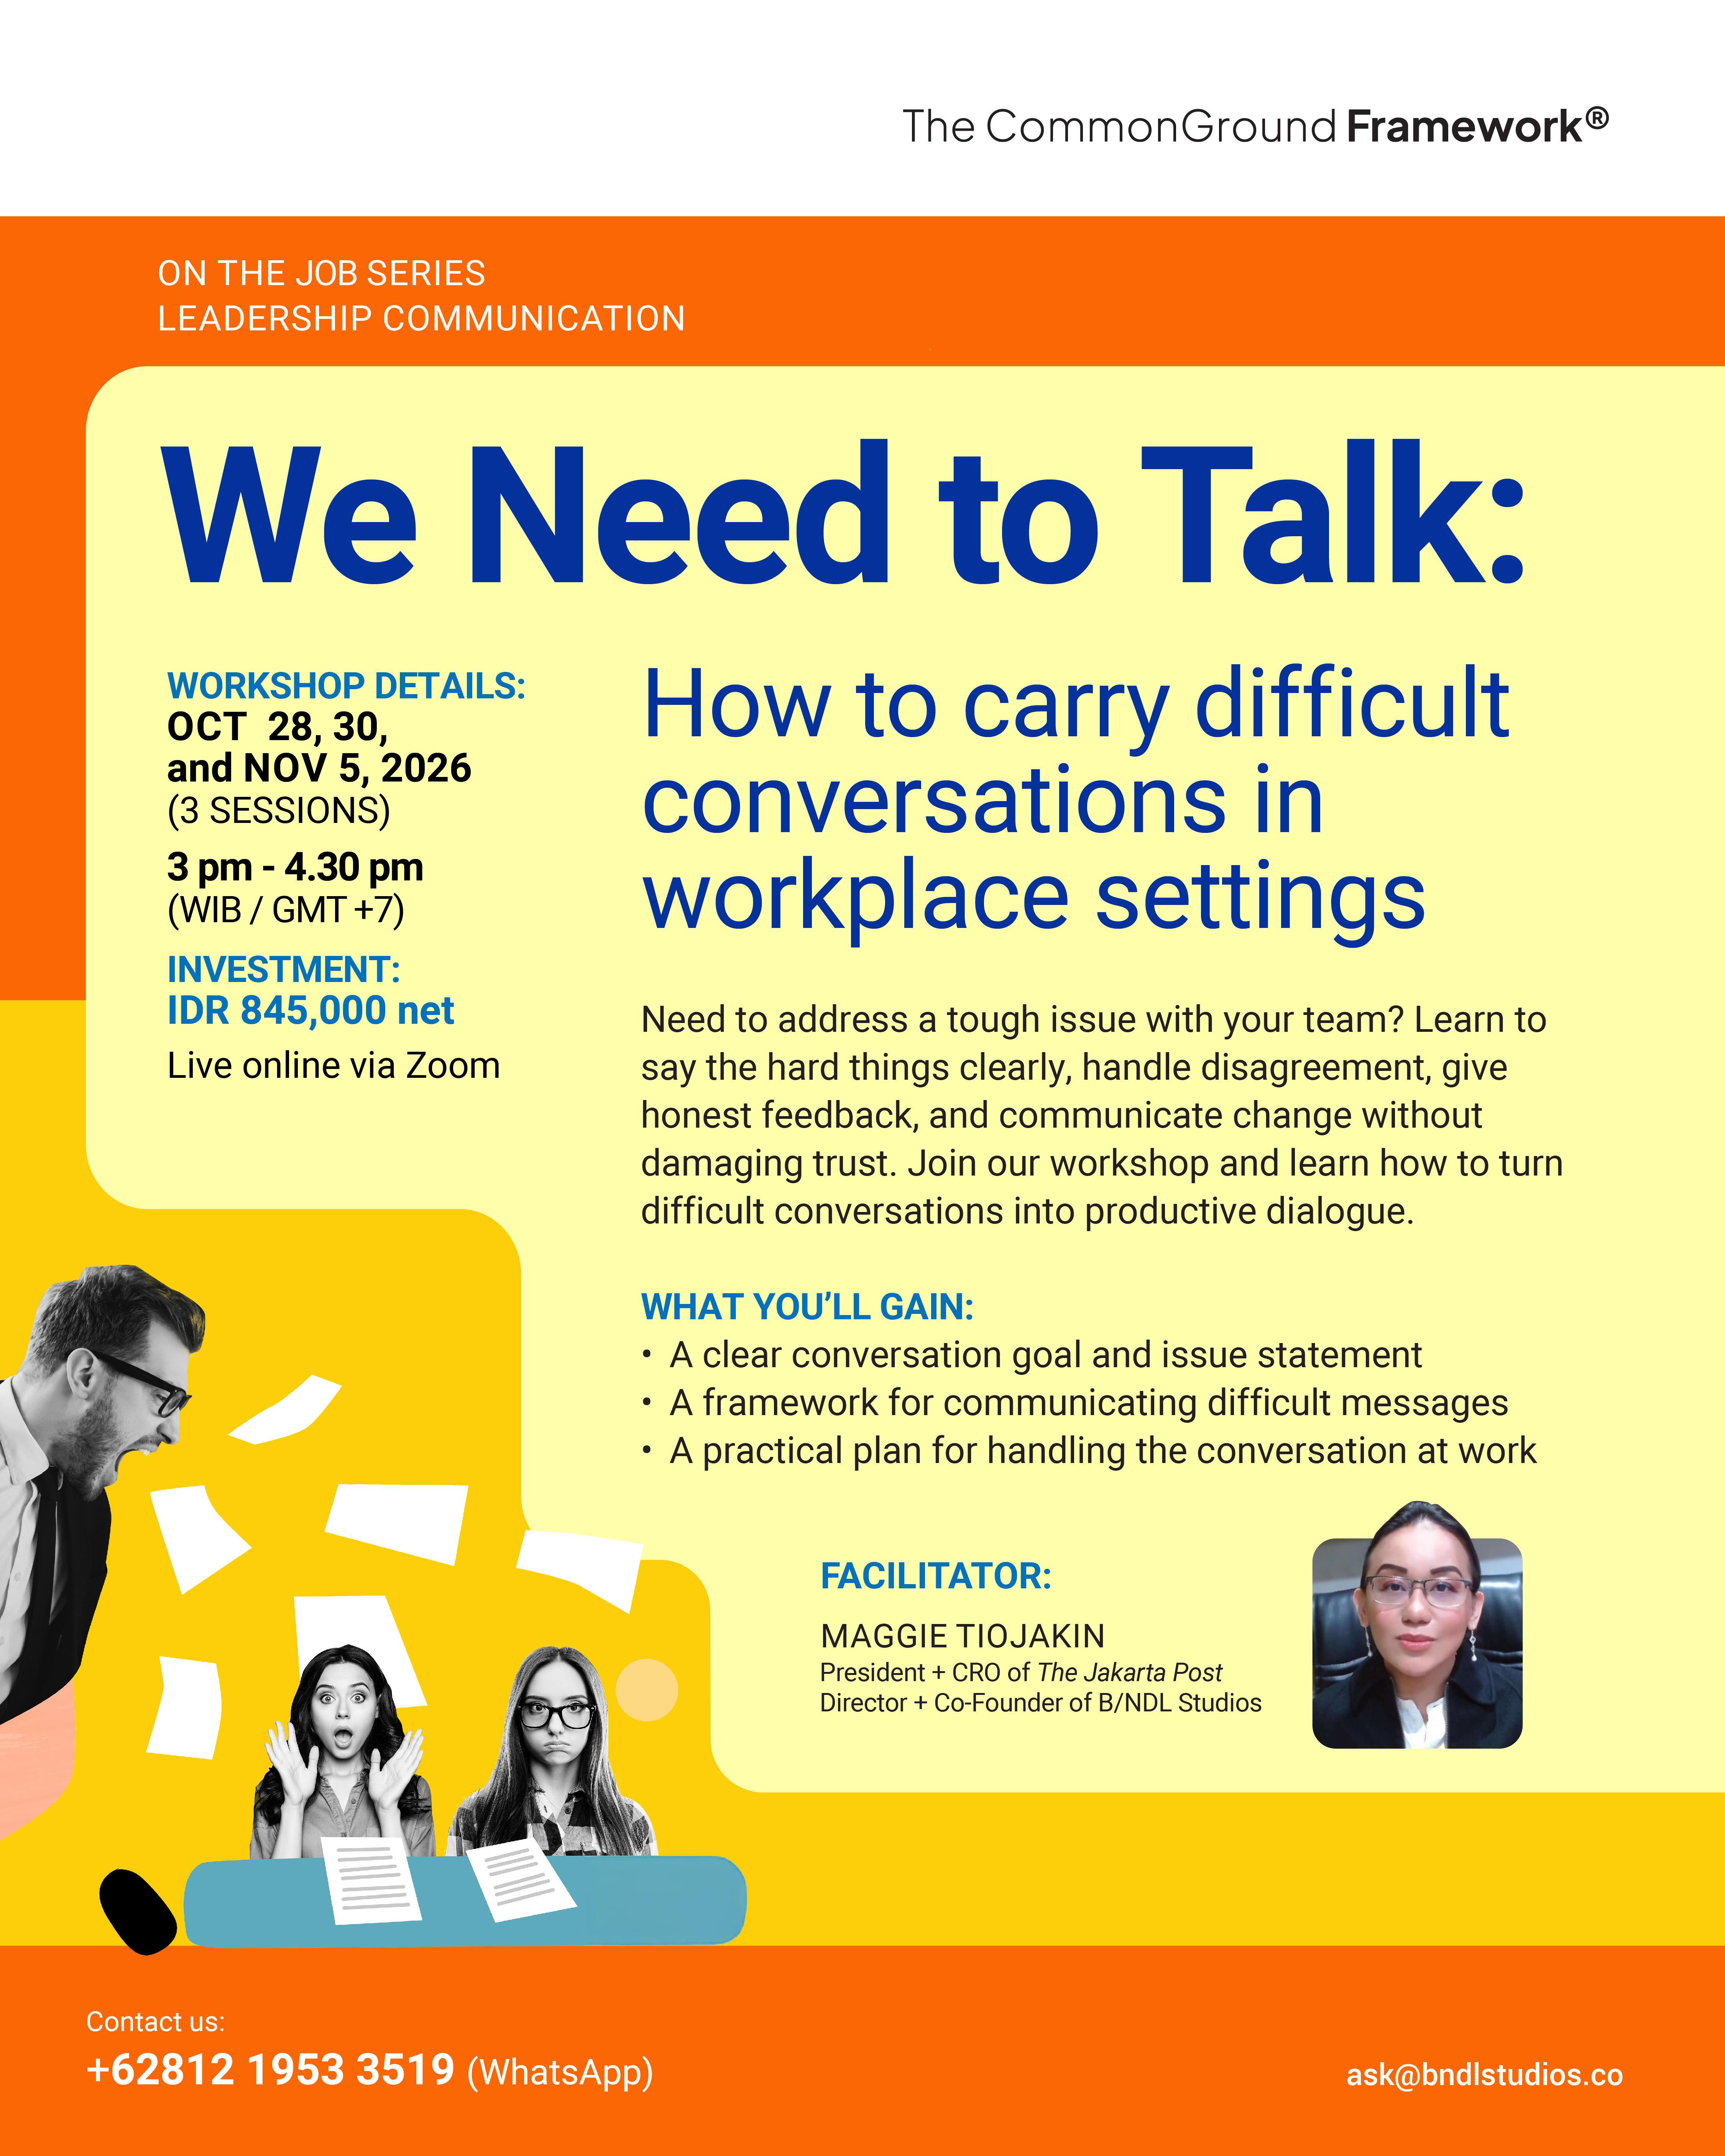 The CommonGround Framework®
ON THE JOB SERIES
LEADERSHIP COMMUNICATION
We Need to Talk:
WORKSHOP DETAILS:
OCT  28, 30,
and NOV 5, 2026
(3 SESSIONS)
3 pm - 4.30 pm
(WIB / GMT +7)
INVESTMENT:
IDR 845,000 net
Live online via Zoom
How to carry difficult
conversations in
workplace settings
Need to address a tough issue with your team? Learn to
say the hard things clearly, handle disagreement, give
honest feedback, and communicate change without
damaging trust. Join our workshop and learn how to turn
difficult conversations into productive dialogue.
WHAT YOU’LL GAIN:
• A clear conversation goal and issue statement
• A framework for communicating difficult messages
• A practical plan for handling the conversation at work
FACILITATOR:
MAGGIE TIOJAKIN
President + CRO of The Jakarta Post
Director + Co-Founder of B/NDL Studios
Contact us:
+62812 1953 3519 (WhatsApp)
ask@bndlstudios.co